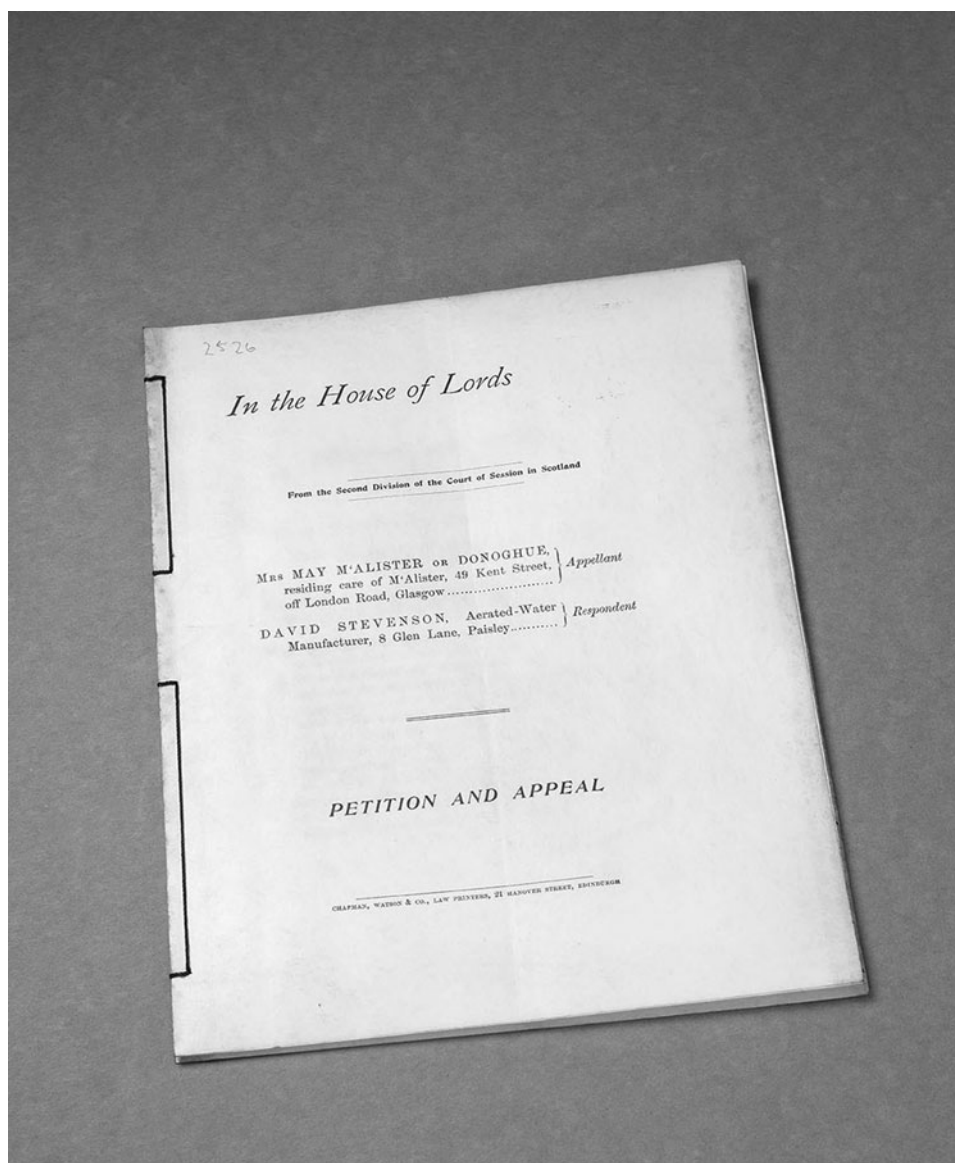 2526
In the House of Lords
From the Second Division of the Court of Session in Scotland
MRS MAY M'ALISTER OR DONOGHUE,
residing care of M'Alister, 49 Kent Street,
off London Road, Glasgow ...................... } Appellant
DAVID STEVENSON, Aerated-Water
Manufacturer, 8 Glen Lane, Paisley........... } Respondent
PETITION AND APPEAL
CHAPMAN, WATSON & CO., LAW PRINTERS, 21 HANOVER STREET, EDINBURGH